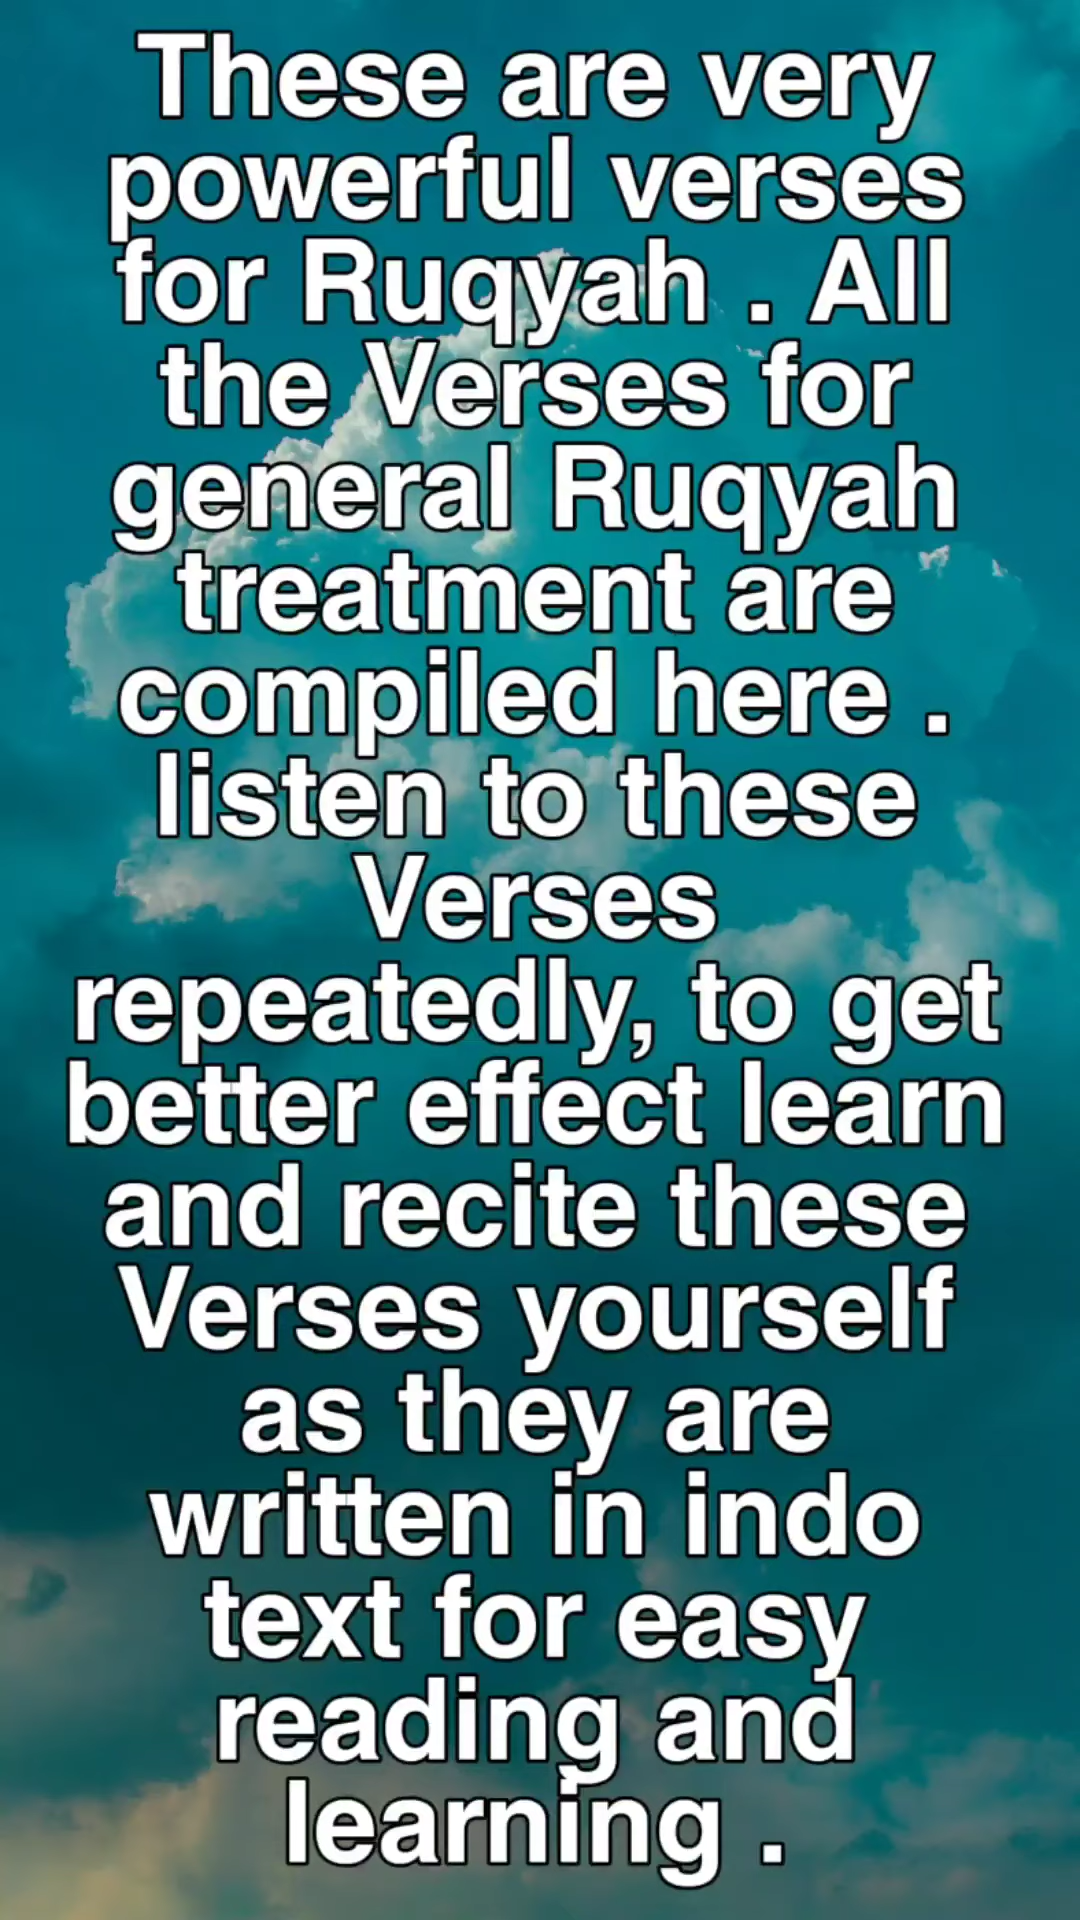 These are very
powerful verses
for Ruqyah . All
the Verses for
general Ruqyah
treatment are
compiled here .
listen to these
Verses
repeatedly, to get
better effect learn
and recite these
Verses yourself
as they are
written in indo
text for easy
reading and
learning .